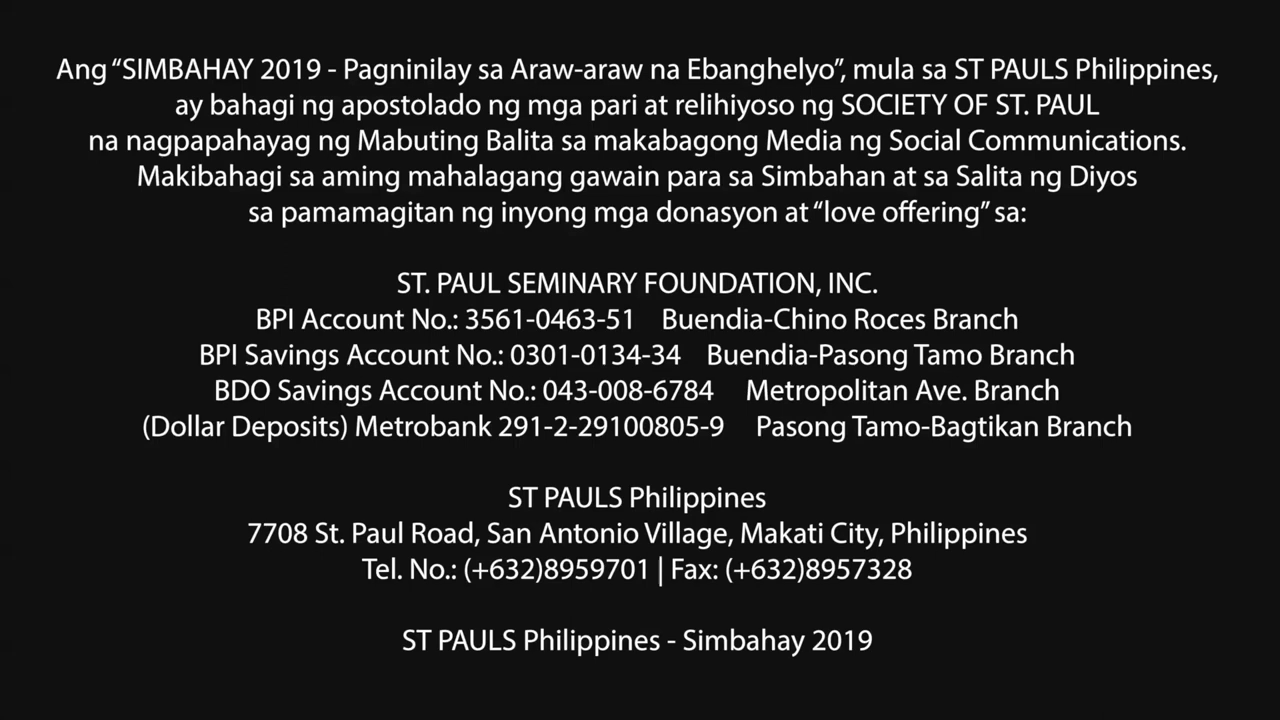 Ang “SIMBAHAY 2019 - Pagninilay sa Araw-araw na Ebanghelyo”, mula sa ST PAULS Philippines,
ay bahagi ng apostolado ng mga pari at relihiyoso ng SOCIETY OF ST. PAUL
na nagpapahayag ng Mabuting Balita sa makabagong Media ng Social Communications.
Makibahagi sa aming mahalagang gawain para sa Simbahan at sa Salita ng Diyos
sa pamamagitan ng inyong mga donasyon at “love offering” sa:
ST. PAUL SEMINARY FOUNDATION, INC.
BPI Account No.: 3561-0463-51 Buendia-Chino Roces Branch
BPI Savings Account No.: 0301-0134-34 Buendia-Pasong Tamo Branch
BDO Savings Account No.: 043-008-6784 Metropolitan Ave. Branch
(Dollar Deposits) Metrobank 291-2-29100805-9 Pasong Tamo-Bagtikan Branch
ST PAULS Philippines
7708 St. Paul Road, San Antonio Village, Makati City, Philippines
Tel. No.: (+632)8959701 | Fax: (+632)8957328
ST PAULS Philippines - Simbahay 2019